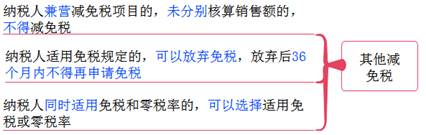 纳税人兼营减免税项目的，未分别核算销售额的，
不得减免税
纳税人适用免税规定的，可以放弃免税，放弃后36
个月内不得再申请免税
纳税人同时适用免税和零税率的，可以选择适用免
税或零税率
其他减
免税